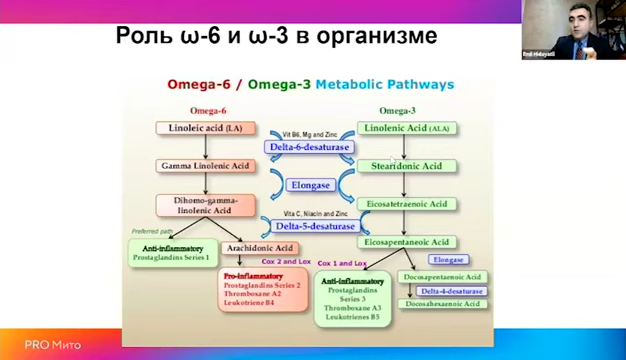 Роль ω-6 и ω-3 в организме
Emil Hidayatli
Omega-6 / Omega-3 Metabolic Pathways
Omega-6
Omega-3
Linoleic acid (LA)
Linolenic Acid (ALA)
Vit B6, Mg and Zinc
Delta-6-desaturase
Gamma Linolenic Acid
Stearidonic Acid
Elongase
Dihomo-gamma-
linolenic Acid
Eicosatetraenoic Acid
Vita C, Niacin and Zinc
Delta-5-desaturase
Preferred path
Anti-inflammatory
Prostaglandins Series 1
Arachidonic Acid
Eicosapentaneoic Acid
Cox 2 and Lox
Cox 1 and Lox
Elongase
Pro-inflammatory
Prostaglandins Series 2
Thromboxane A2
Leukotriene B4
Anti-inflammatory
Prostaglandins
Series 3
Thromboxane A3
Leukotrienes B5
Docosapentaenoic Acid
Delta-4-desaturase
Docosahexaenoic Acid
PRO Мито